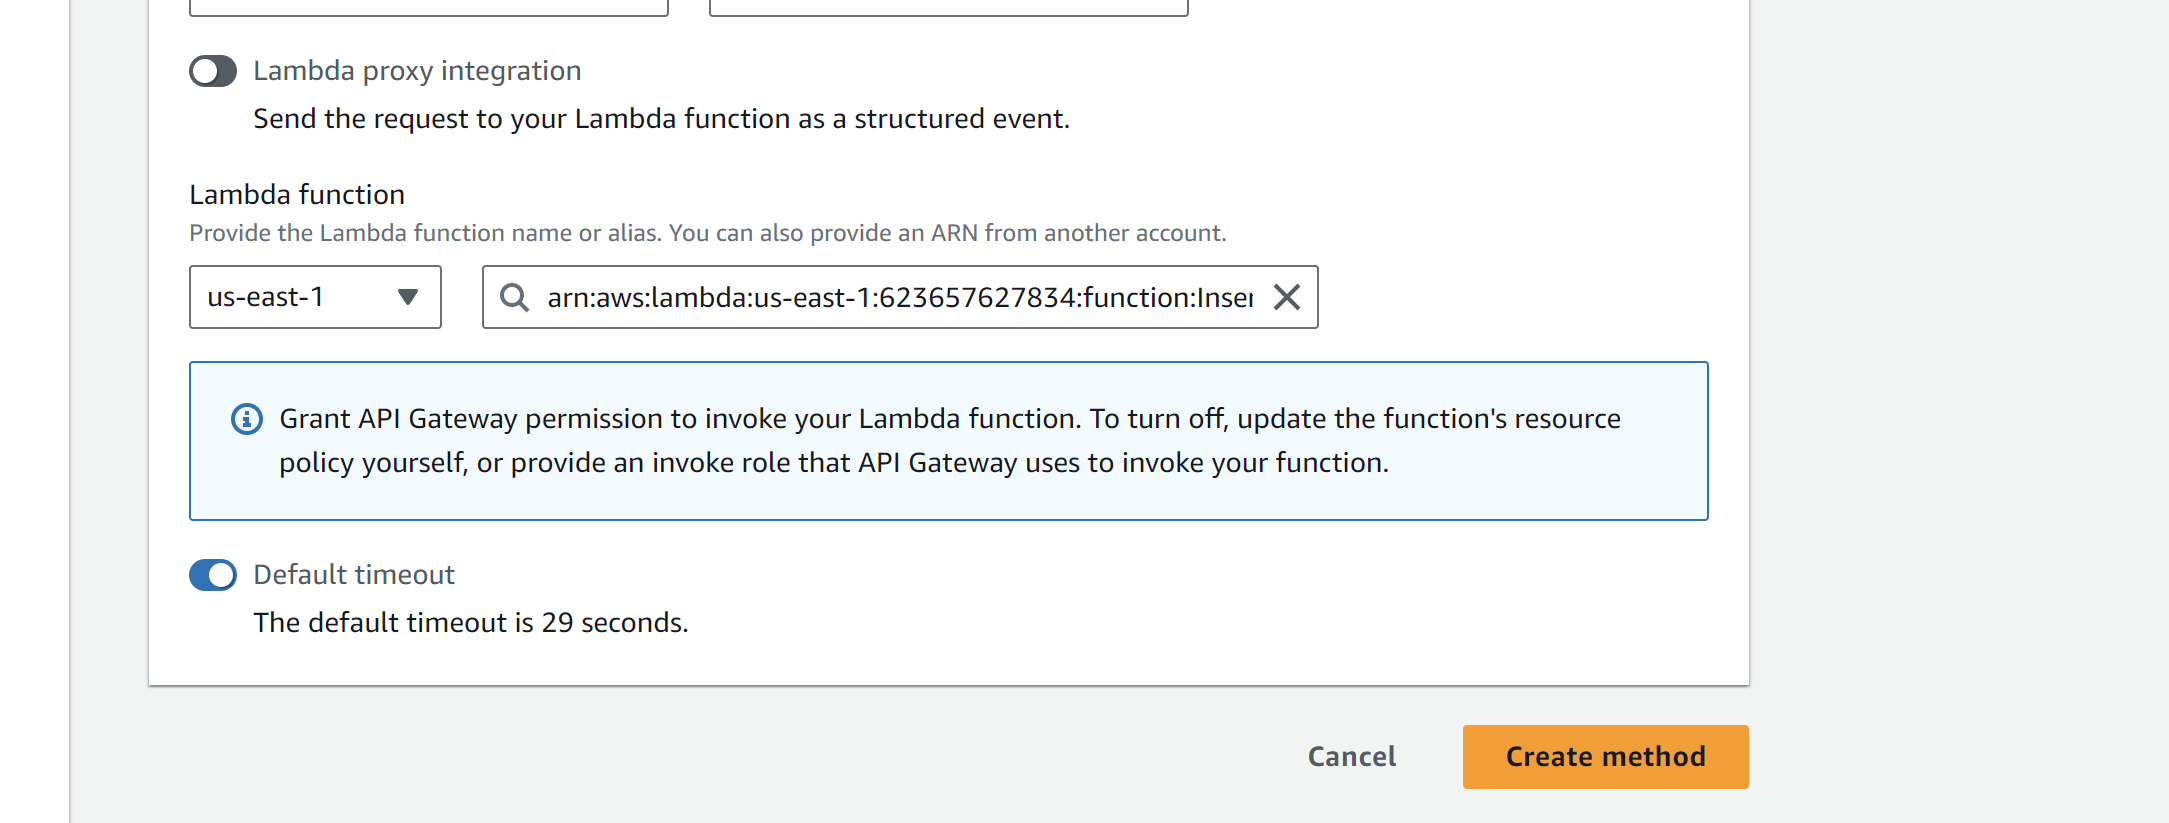 Lambda proxy integration
Send the request to your Lambda function as a structured event.
Lambda function
Provide the Lambda function name or alias. You can also provide an ARN from another account.
us-east-1
arn:aws:lambda:us-east-1:623657627834:function:Inser
Grant API Gateway permission to invoke your Lambda function. To turn off, update the function's resource
policy yourself, or provide an invoke role that API Gateway uses to invoke your function.
Default timeout
The default timeout is 29 seconds.
Cancel
Create method